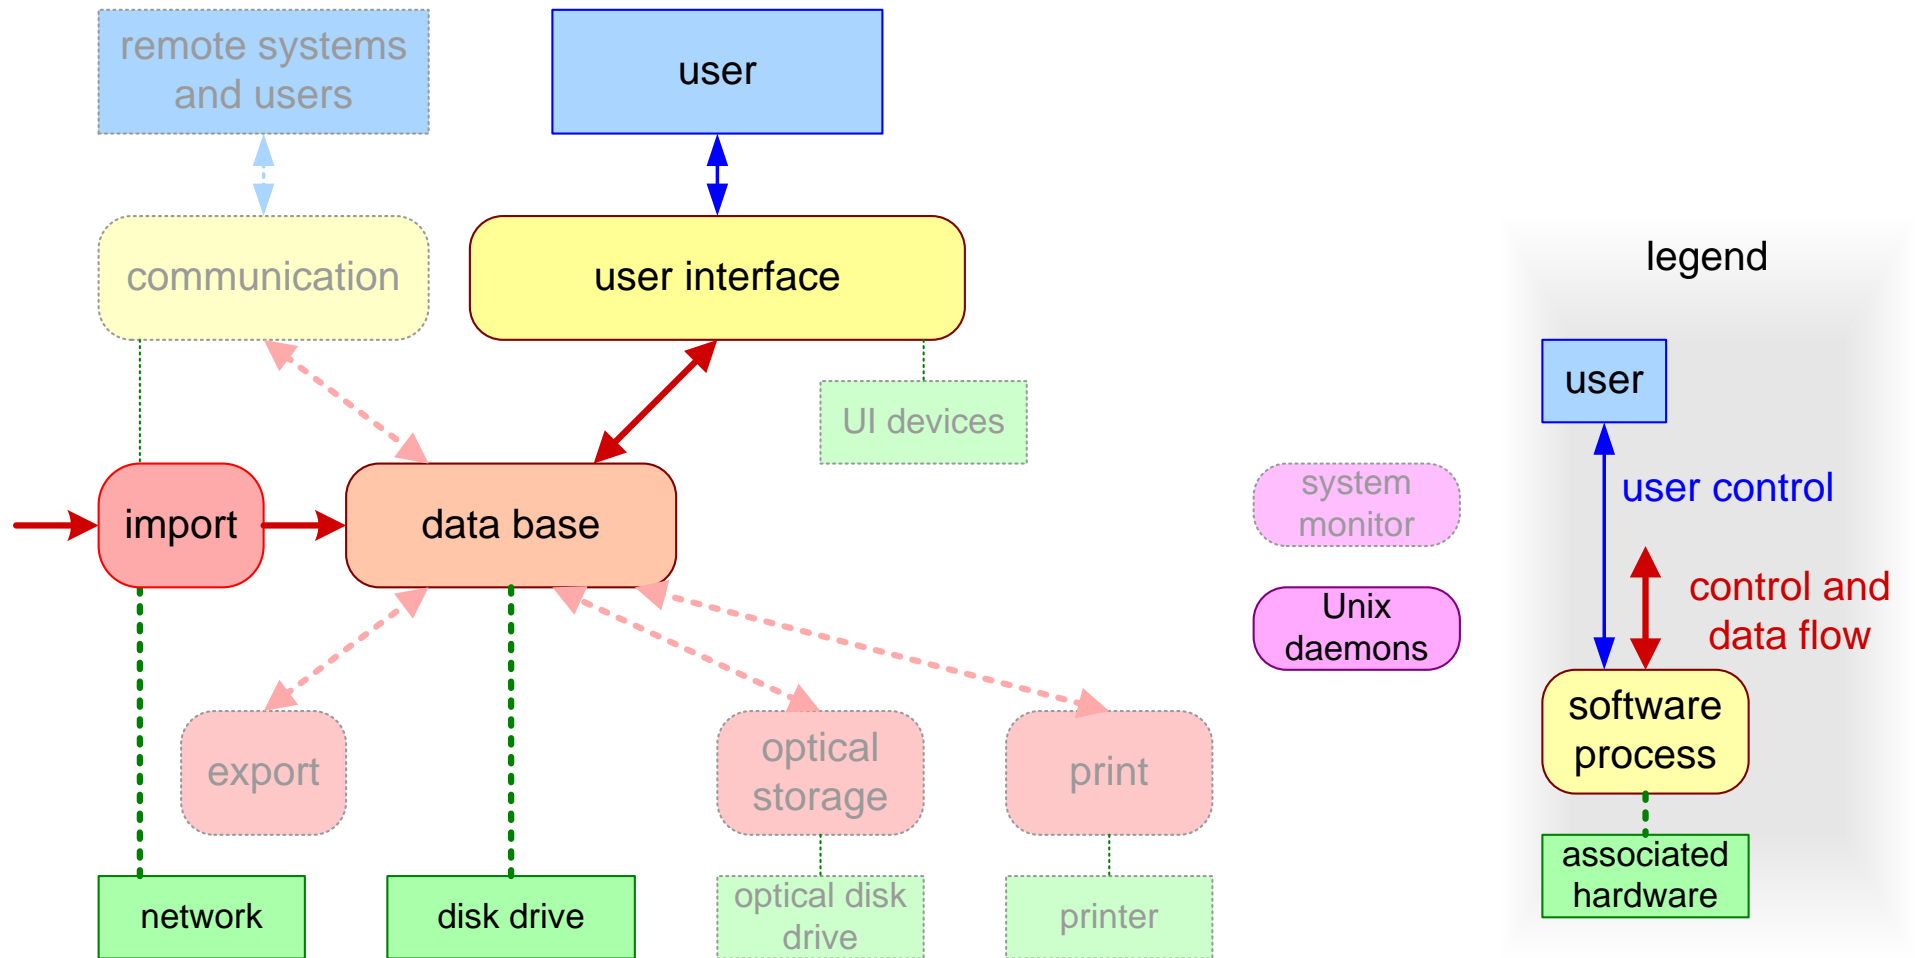 remote systems
and users
user
communication
user interface
legend
user
UI devices
user control
import
data base
system
monitor
control and
data flow
Unix
daemons
export
optical
storage
print
software
process
network
disk drive
optical disk
drive
printer
associated
hardware